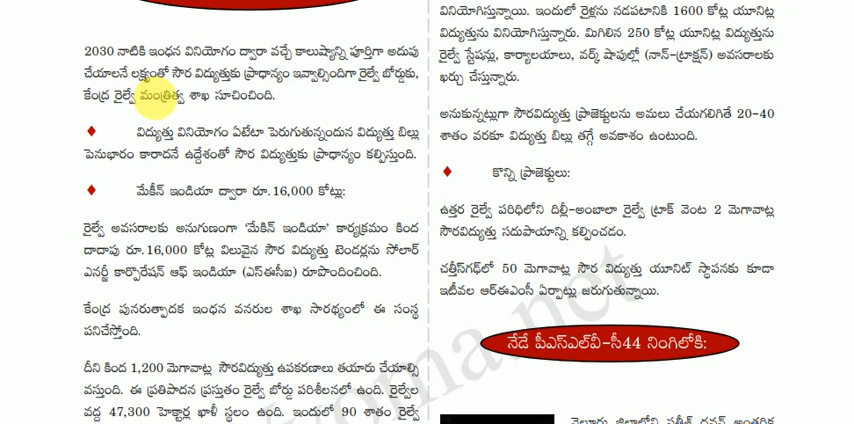 2030 నాటికి ఇంధన వినియోగం ద్వారా వచ్చే కాలుష్యాన్ని పూర్తిగా అదుపు
చేయాలనే లక్ష్యంతో సౌర విద్యుత్తుకు ప్రాధాన్యం ఇవ్వాల్సిందిగా రైల్వే బోర్డుకు,
కేంద్ర రైల్వే మంత్రిత్వ శాఖ సూచించింది.
♦ విద్యుత్తు వినియోగం ఏటేటా పెరుగుతున్నందున విద్యుత్ బిల్లు
పెనుభారం కారాదనే ఉద్దేశంతో సౌర విద్యుత్తుకు ప్రాధాన్యం కల్పిస్తుంది.
♦ మేకిన్ ఇండియా ద్వారా రూ.16,000 కోట్లు:
రైల్వే అవసరాలకు అనుగుణంగా 'మేకిన్ ఇండియా' కార్యక్రమం కింద
దాదాపు రూ.16,000 కోట్ల విలువైన సౌర విద్యుత్తు టెండర్లను సోలార్
ఎనర్జీ కార్పొరేషన్ ఆఫ్ ఇండియా (ఎస్ఈసీఐ) రూపొందించింది.
కేంద్ర పునరుత్పాదక ఇంధన వనరుల శాఖ సారథ్యంలో ఈ సంస్థ
పనిచేస్తోంది.
దీని కింద 1,200 మెగావాట్ల సౌరవిద్యుత్తు ఉపకరణాలు తయారు చేయాల్సి
వస్తుంది. ఈ ప్రతిపాదన ప్రస్తుతం రైల్వే బోర్డు పరిశీలనలో ఉంది. రైల్వేల
వద్ద 47,300 హెక్టార్ల ఖాళీ స్థలం ఉంది. ఇందులో 90 శాతం రైల్వే
వినియోగిస్తున్నాయి. ఇందులో రైళ్లను నడపటానికి 1600 కోట్ల యూనిట్ల
విద్యుత్తును వినియోగిస్తున్నారు. మిగిలిన 250 కోట్ల యూనిట్ల విద్యుత్తును
రైల్వే స్టేషన్లు, కార్యాలయాలు, వర్క్ షాపుల్లో (నాన్-ట్రాక్షన్) అవసరాలకు
ఖర్చు చేస్తున్నారు.
అనుకున్నట్లుగా సౌరవిద్యుత్తు ప్రాజెక్టులను అమలు చేయగలిగితే 20-40
శాతం వరకూ విద్యుత్తు బిల్లు తగ్గే అవకాశం ఉంటుంది.
♦ కొన్ని ప్రాజెక్టులు:
ఉత్తర రైల్వే పరిధిలోని దిల్లీ-అంబాలా రైల్వే ట్రాక్ వెంట 2 మెగావాట్ల
సౌరవిద్యుత్తు సదుపాయాన్ని కల్పించడం.
చత్తీస్‌గఢ్‌లో 50 మెగావాట్ల సౌర విద్యుత్తు యూనిట్ స్థాపనకు కూడా
ఇటీవల ఆర్ఈఎంసీ ఏర్పాట్లు జరుగుతున్నాయి.
నేడే పీఎస్ఎల్‌వీ-సీ44 నింగిలోకి: